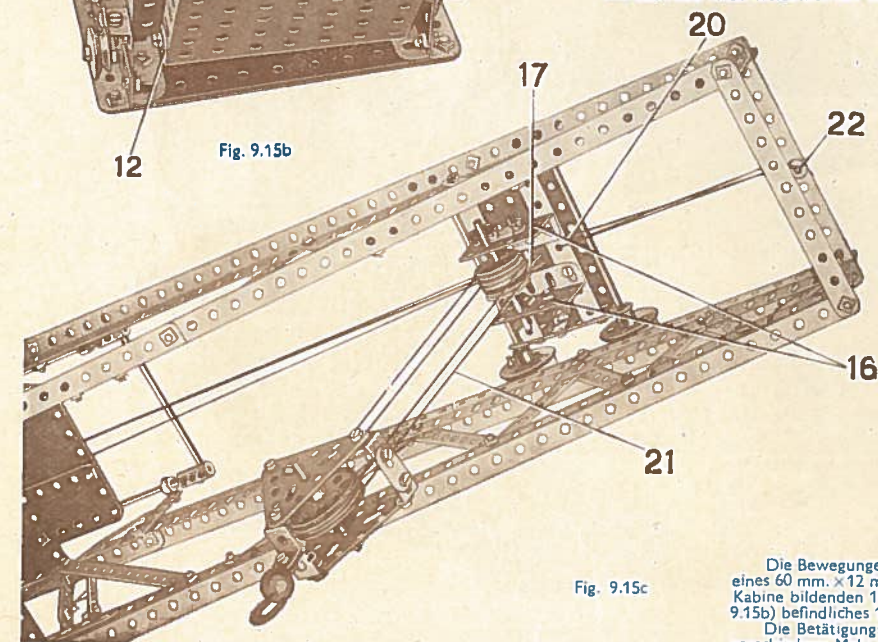 12
Fig. 9.15b
17
20
22
16
21
Fig. 9.15c
Die Bewegunge
eines 60 mm. × 12 m
Kabine bildenden 1
9.15b) befindliches 1
Die Betätigung